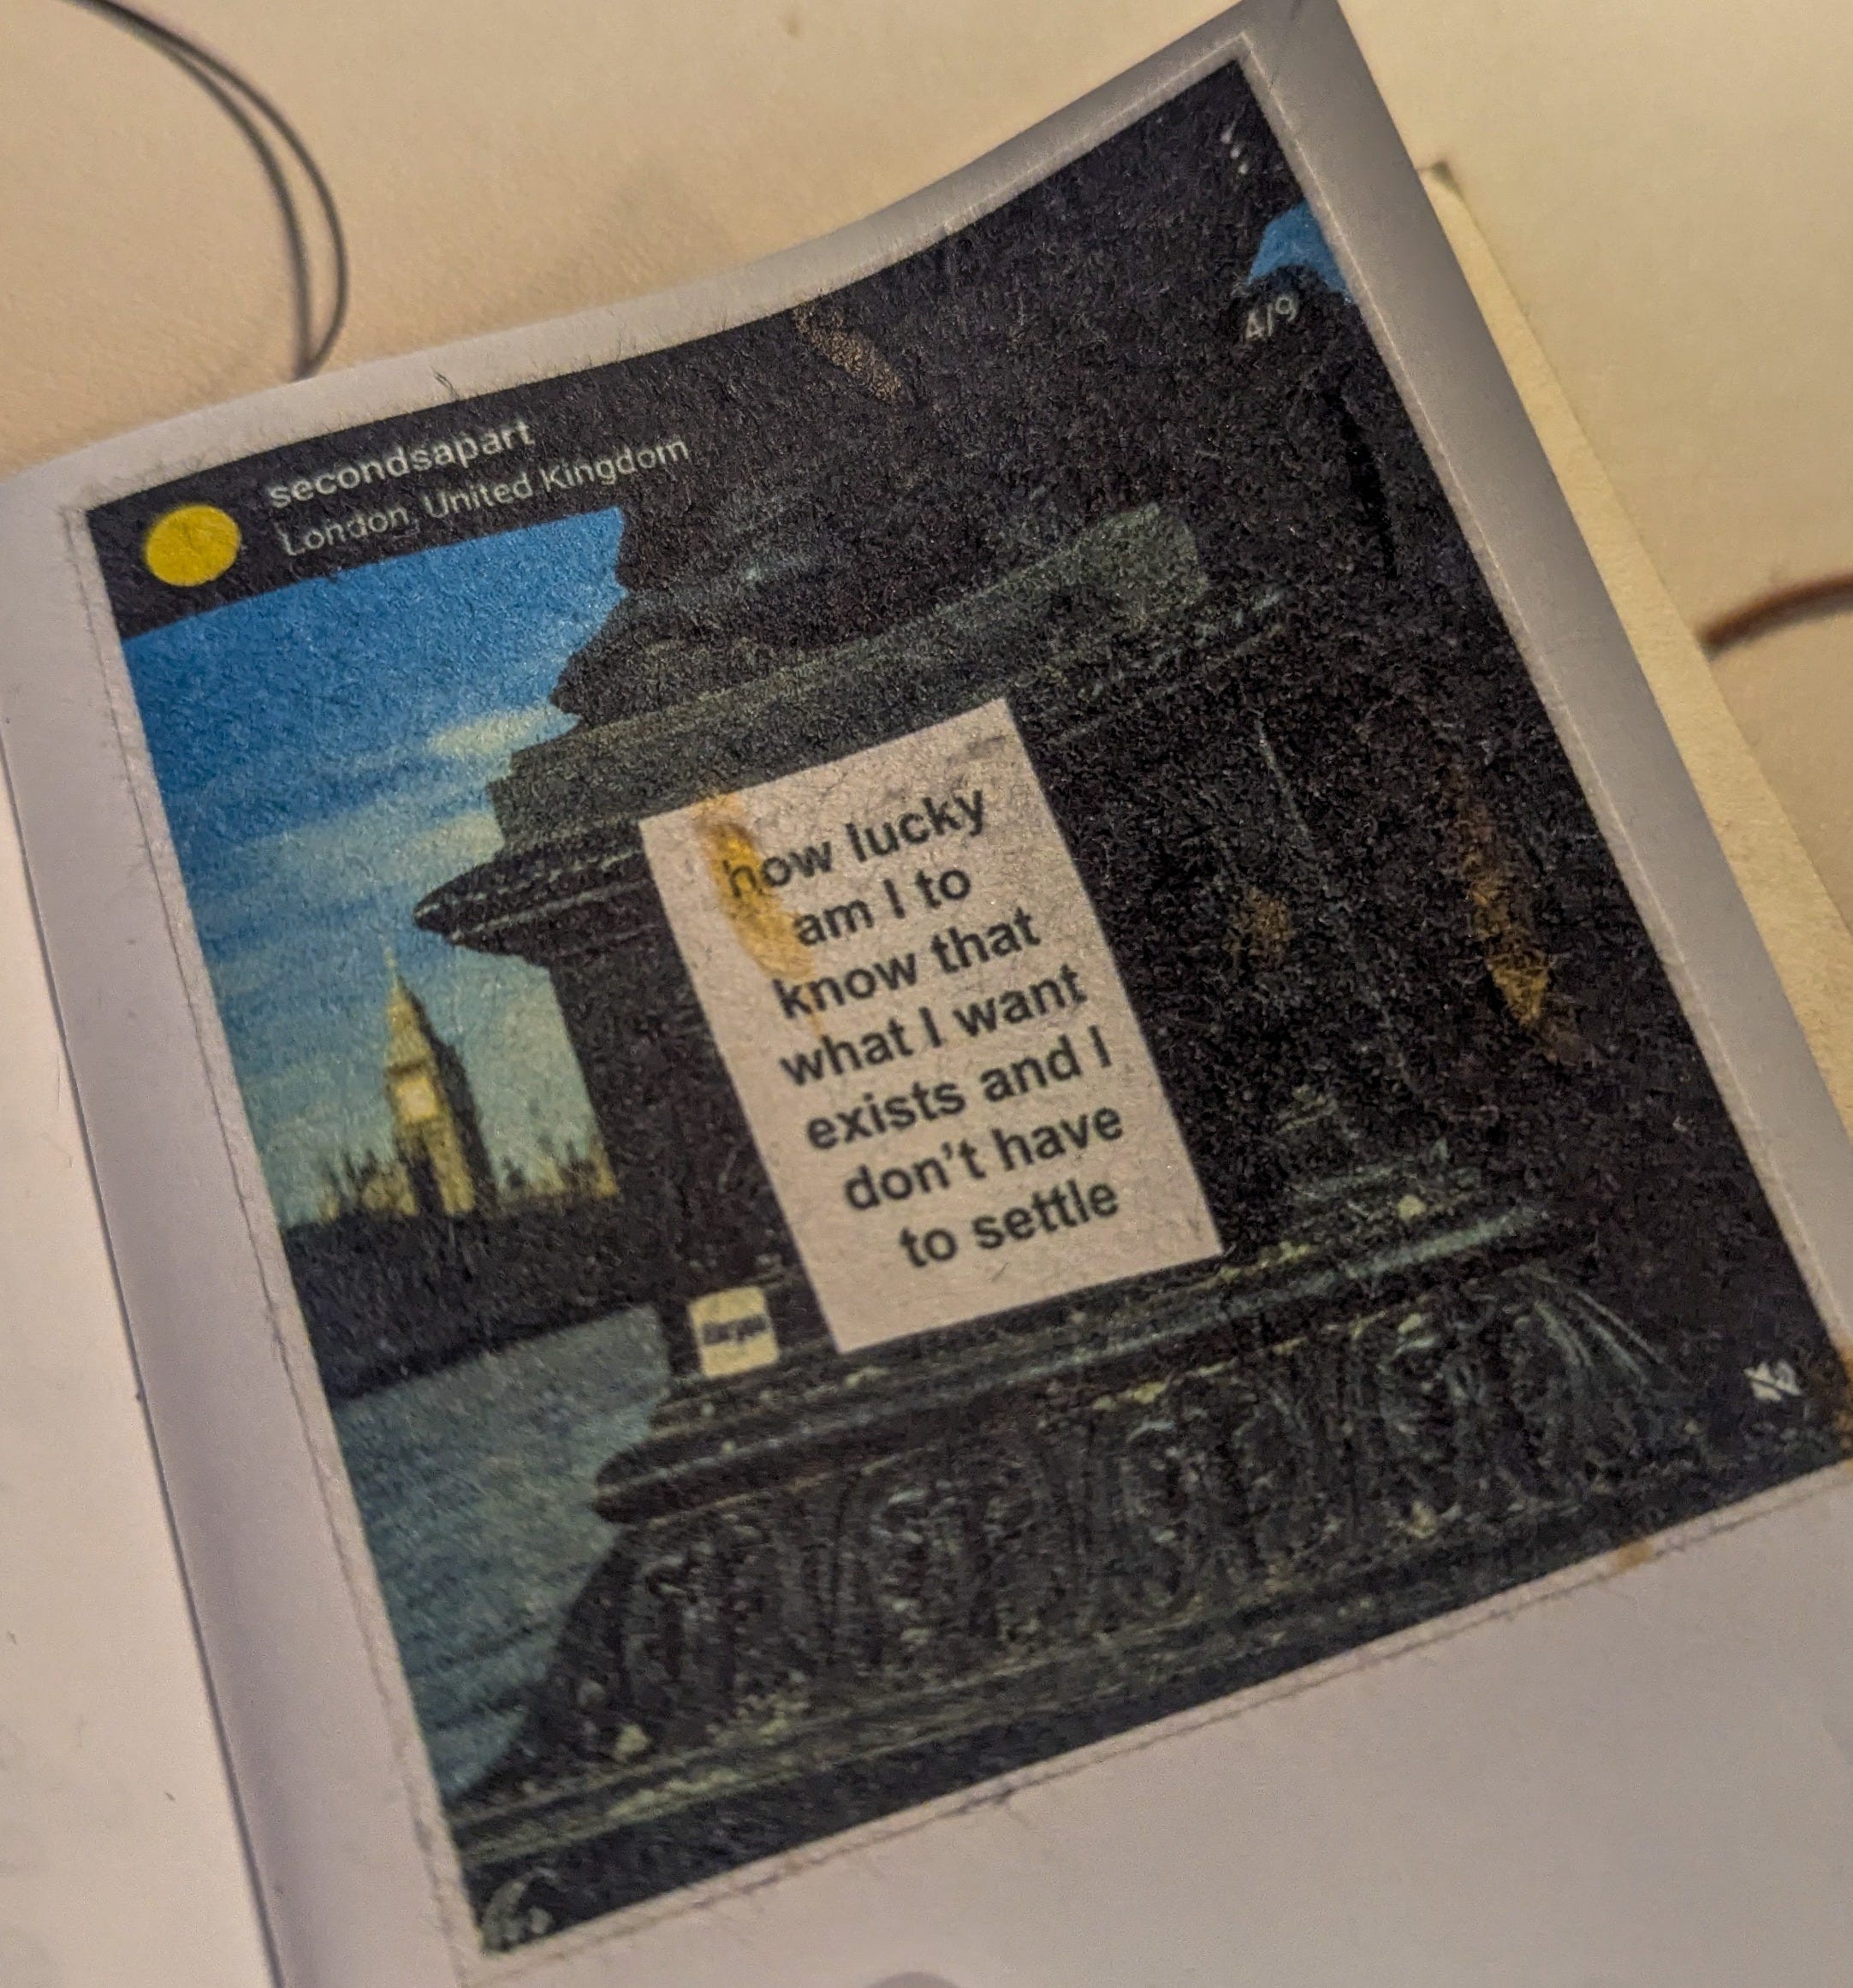 secondsapart
London, United Kingdom
4/9
how lucky
am I to
know that
what I want
exists and I
don't have
to settle